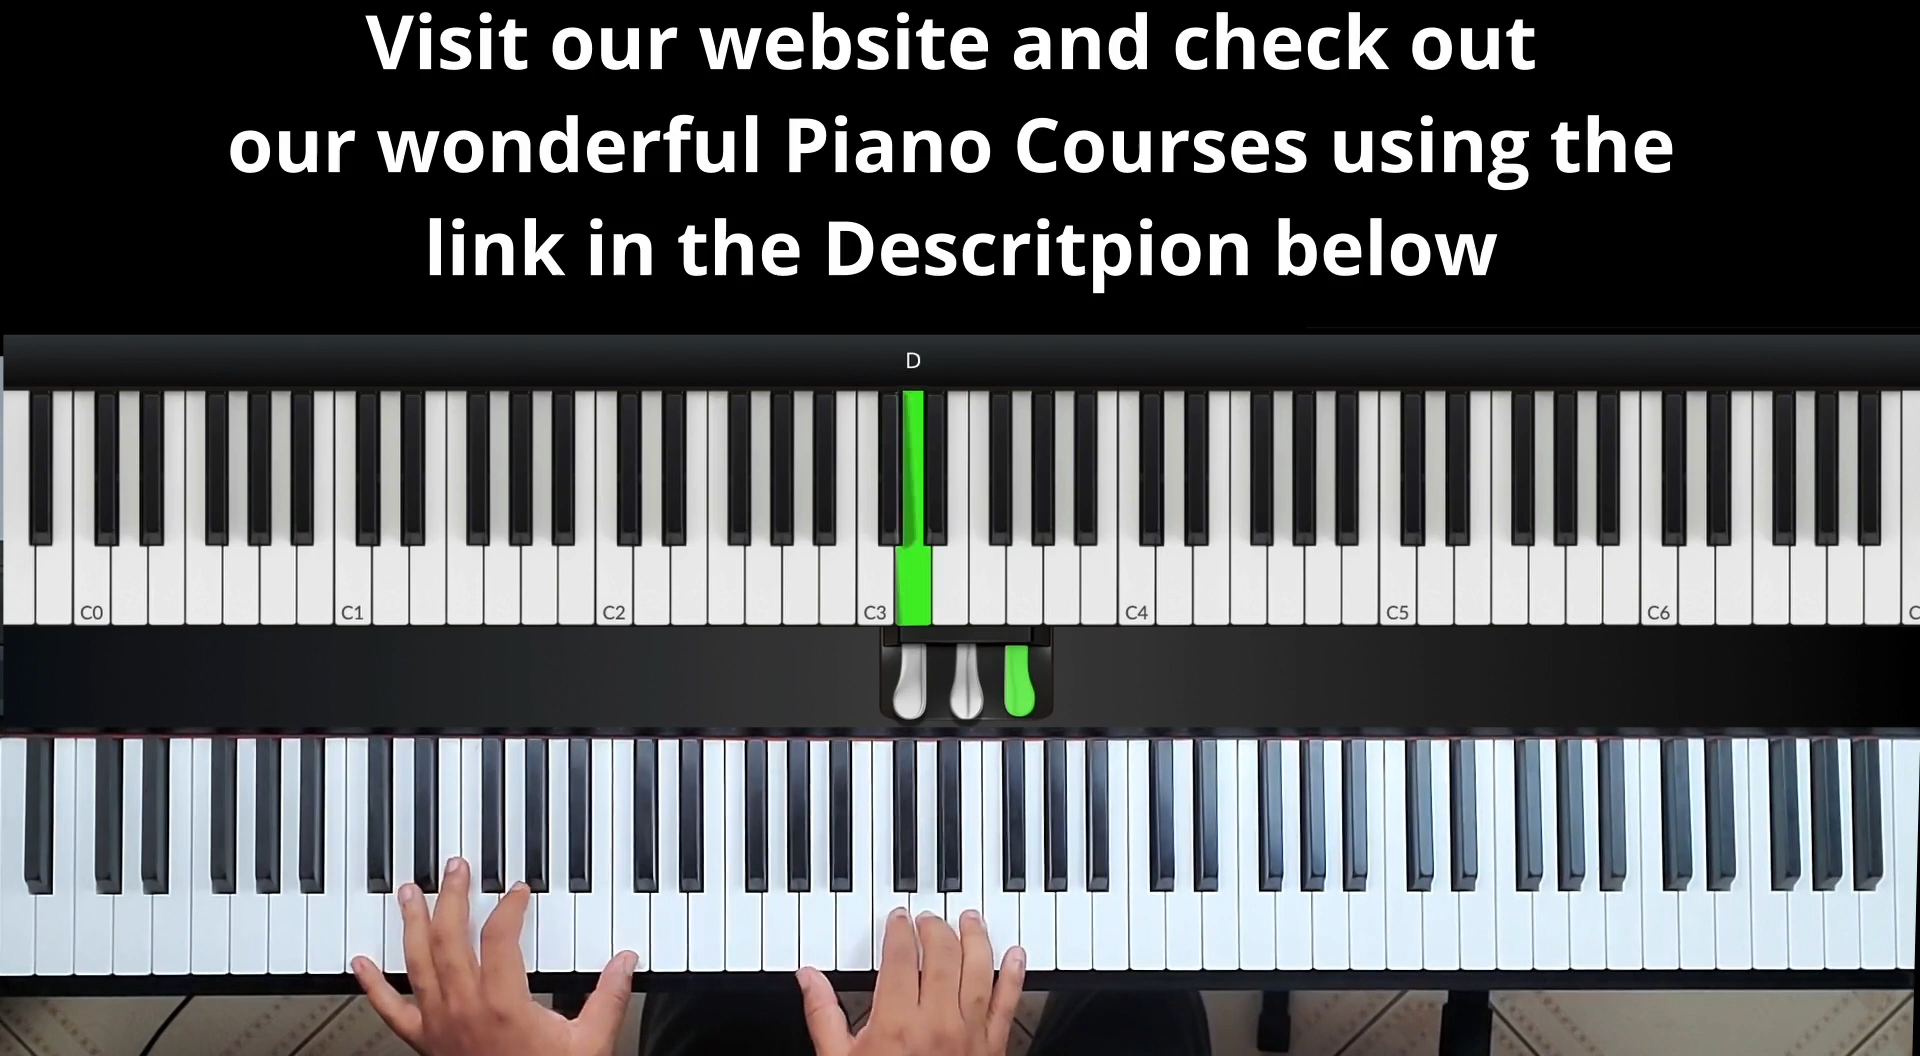 Visit our website and check out
our wonderful Piano Courses using the
link in the Descritpion below
D
C0 C1 C2 C3 C4 C5 C6 C